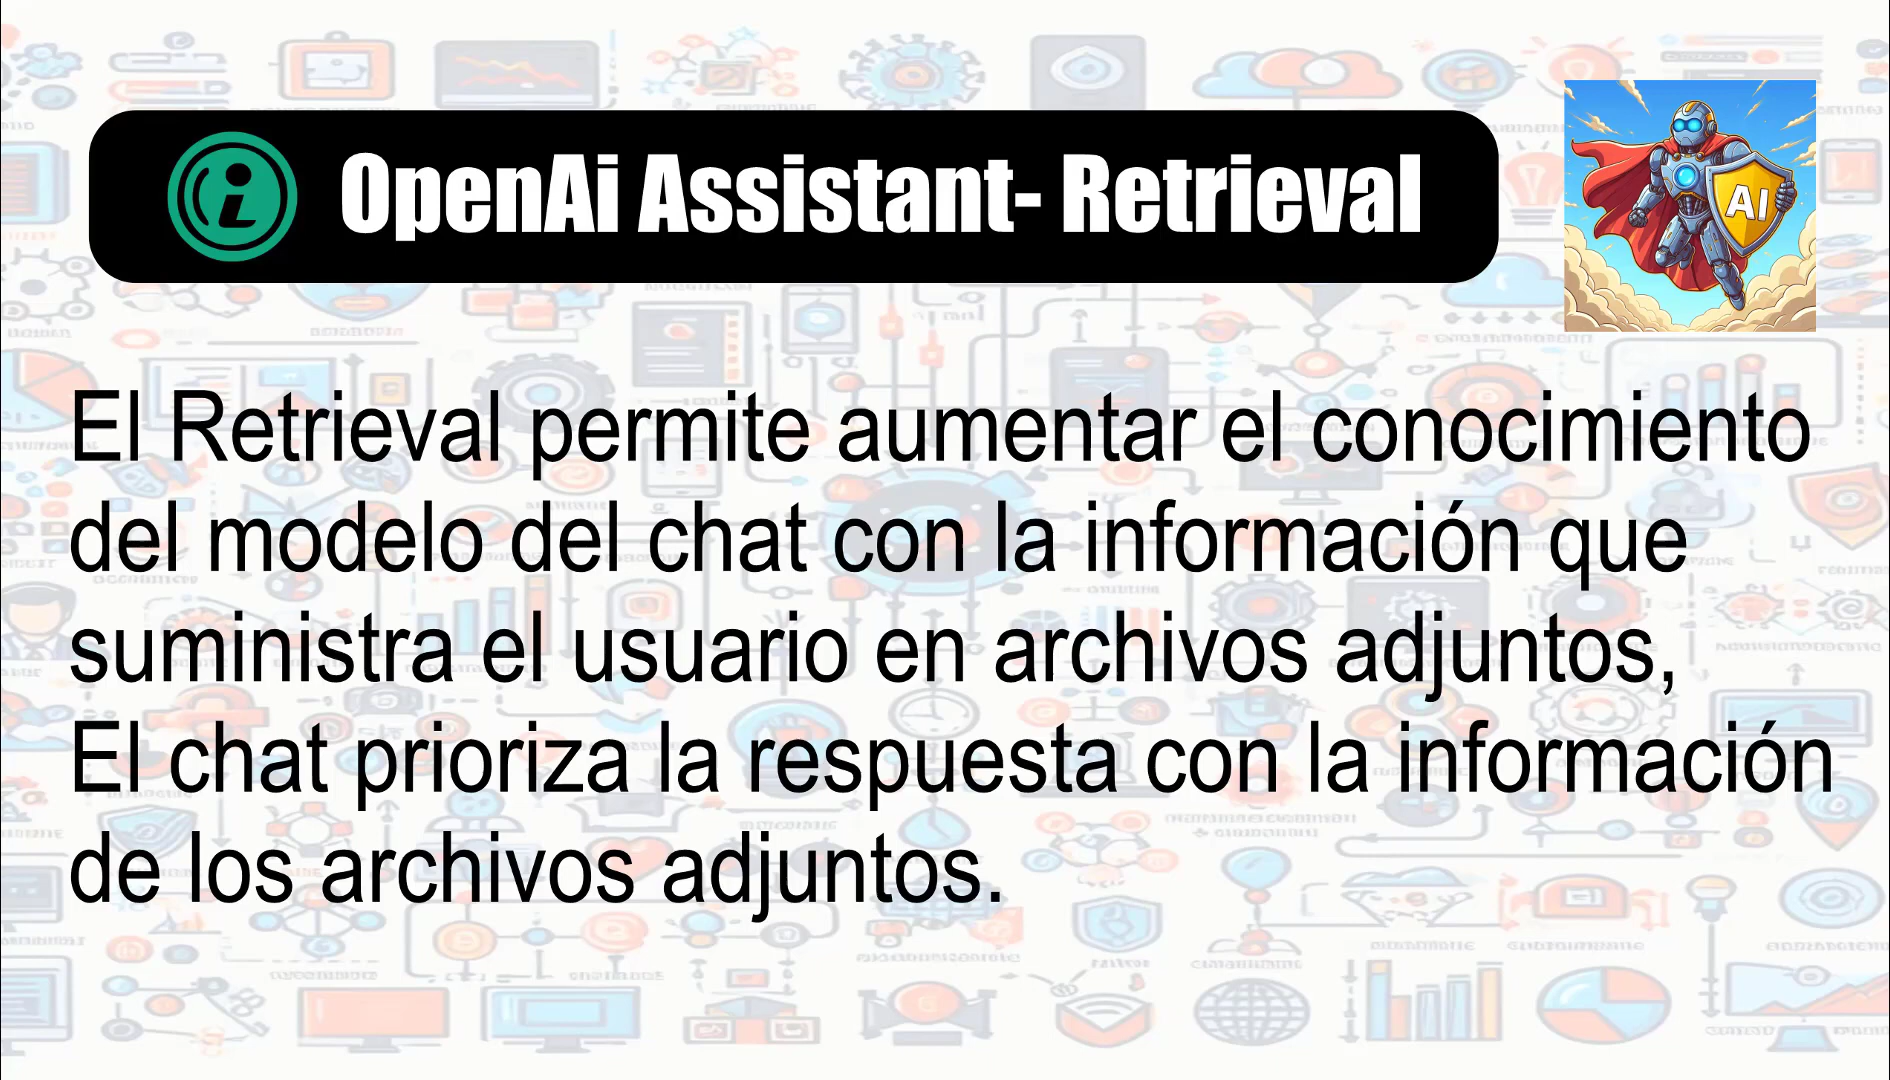 OpenAi Assistant- Retrieval
AI
El Retrieval permite aumentar el conocimiento
del modelo del chat con la información que
suministra el usuario en archivos adjuntos,
El chat prioriza la respuesta con la información
de los archivos adjuntos.